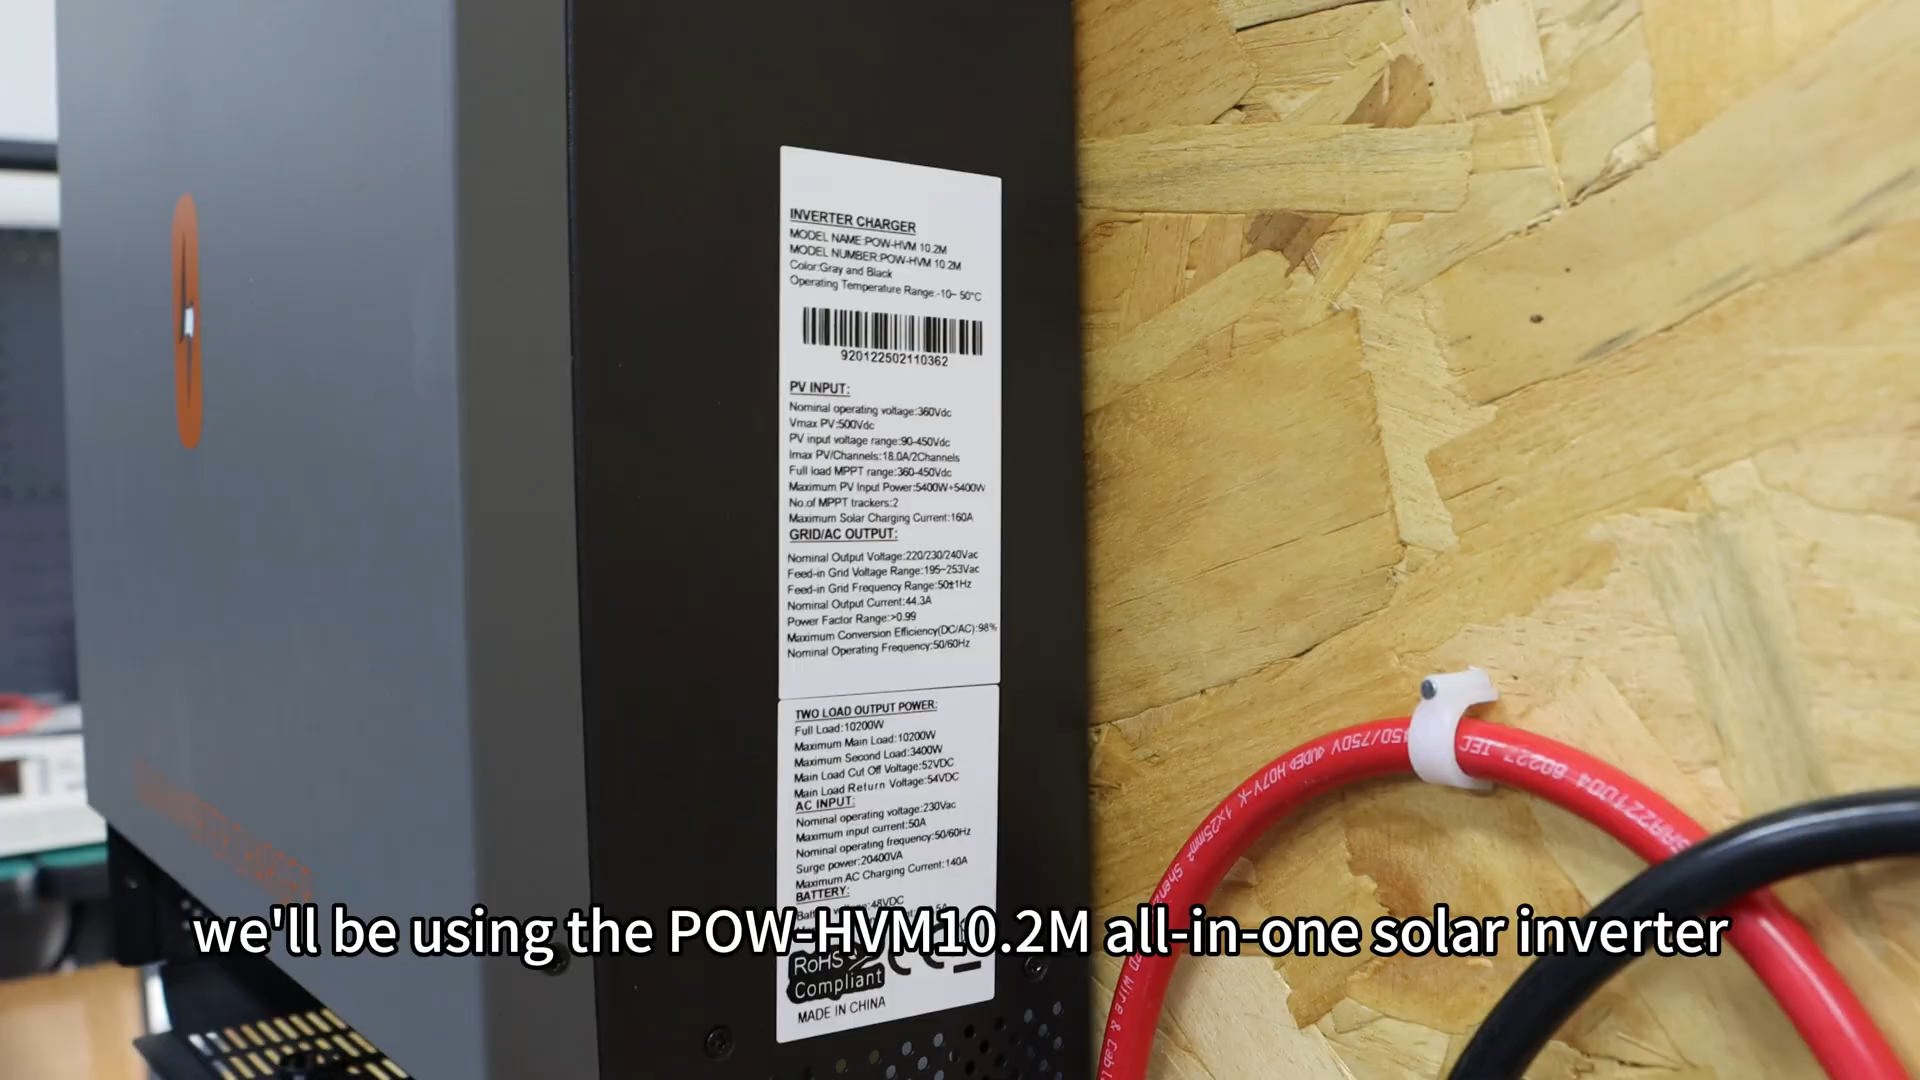 INVERTER CHARGER
MODEL NAME:POW-HVM 10.2M
MODEL NUMBER:POW-HVM 10.2M
Color:Gray and Black
Operating Temperature Range:-10~ 50°C
920122502110362
PV INPUT:
Nominal operating voltage:360Vdc
Vmax PV:500Vdc
PV input voltage range:90-450Vdc
Imax PV/Channels:18.0A/2Channels
Full load MPPT range:360-450Vdc
Maximum PV Input Power:5400W+5400W
No.of MPPT trackers:2
Maximum Solar Charging Current:160A
GRID/AC OUTPUT:
Nominal Output Voltage:220/230/240Vac
Feed-in Grid Voltage Range:195~253Vac
Feed-in Grid Frequency Range:50±1Hz
Nominal Output Current:44.3A
Power Factor Range:>0.99
Maximum Conversion Efficiency(DC/AC):98%
Nominal Operating Frequency:50/60Hz
TWO LOAD OUTPUT POWER:
Full Load:10200W
Maximum Main Load:10200W
Maximum Second Load:3400W
Main Load Cut Off Voltage:52VDC
Main Load Return Voltage:54VDC
AC INPUT:
Nominal operating voltage:230Vac
Maximum input current:50A
Nominal operating frequency:50/60Hz
Surge power:20400VA
Maximum AC Charging Current:140A
BATTERY:
48VDC
we'll be using the POW-HVM10.2M all-in-one solar inverter
RoHS CE
Compliant
MADE IN CHINA
450/750V H07V-K 1x25mm²
IEC 60227